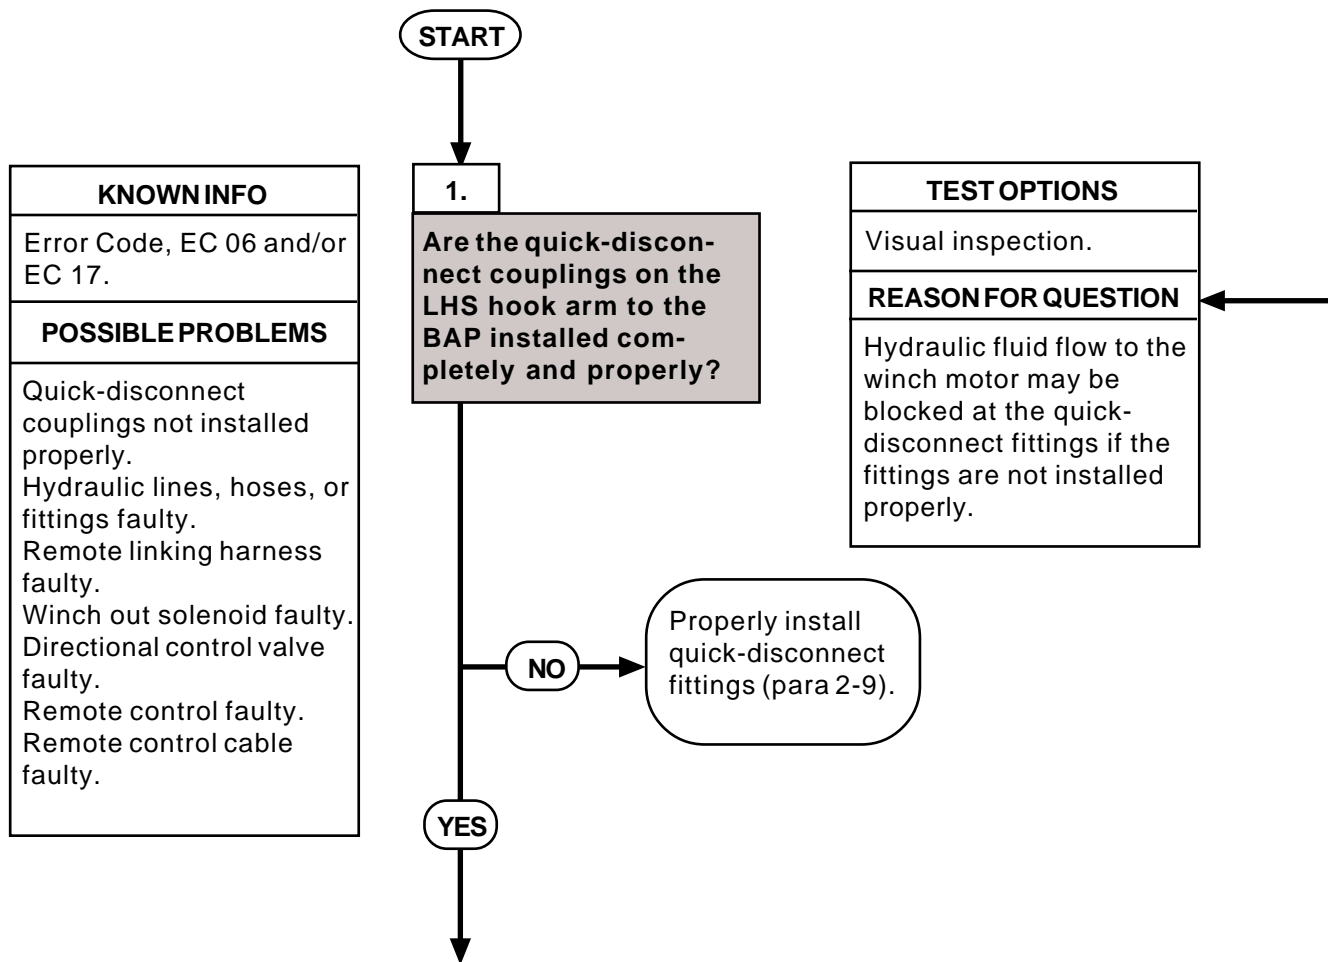 START
KNOWN INFO
Error Code, EC 06 and/or
EC 17.
POSSIBLE PROBLEMS
Quick-disconnect
couplings not installed
properly.
Hydraulic lines, hoses, or
fittings faulty.
Remote linking harness
faulty.
Winch out solenoid faulty.
Directional control valve
faulty.
Remote control faulty.
Remote control cable
faulty.
1.
Are the quick-discon-
nect couplings on the
LHS hook arm to the
BAP installed com-
pletely and properly?
TEST OPTIONS
Visual inspection.
REASON FOR QUESTION
Hydraulic fluid flow to the
winch motor may be
blocked at the quick-
disconnect fittings if the
fittings are not installed
properly.
NO
Properly install
quick-disconnect
fittings (para 2-9).
YES